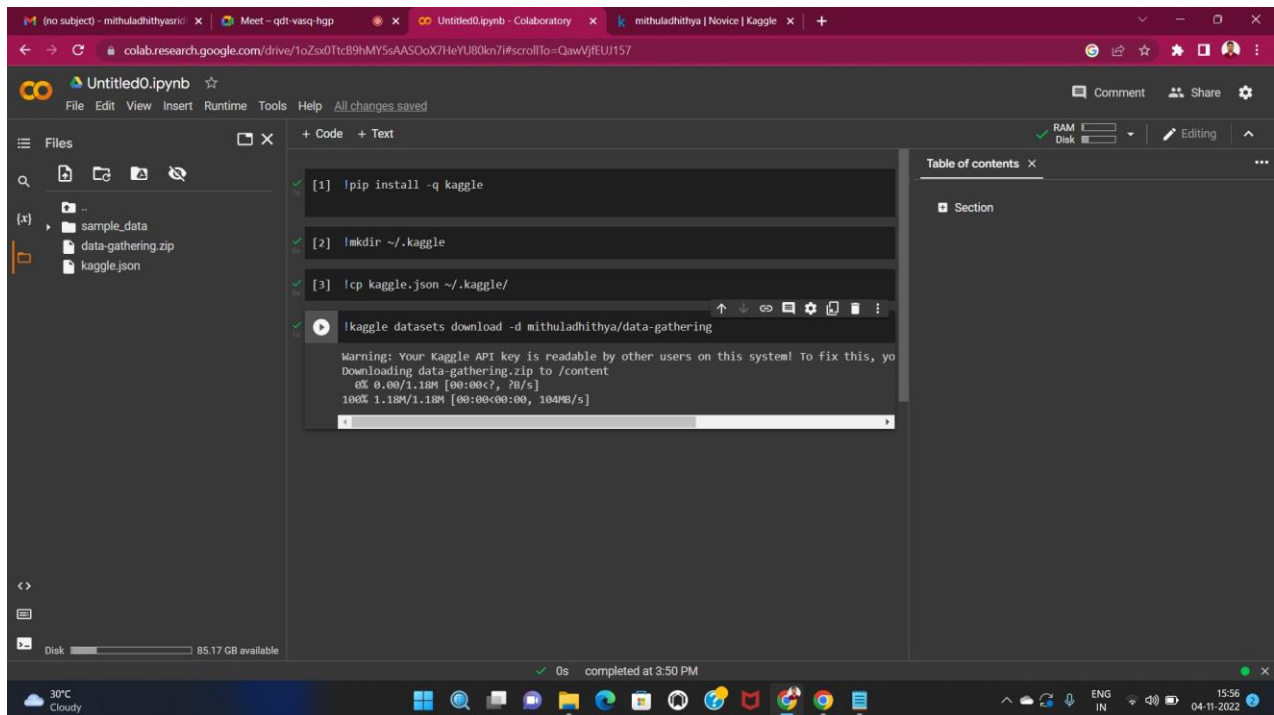 (no subject) - mithuladhithyasrid
Meet – qdt-vasq-hgp
Untitled0.ipynb - Colaboratory
mithuladhithya | Novice | Kaggle
colab.research.google.com/drive/1oZsx0TtcB9hMY5sAASOoX7HeYU80kn7i#scrollTo=QawVjfEUJ157
CO
Untitled0.ipynb
File Edit View Insert Runtime Tools Help All changes saved
Comment Share
Files
+ Code + Text
RAM
Disk
Editing
Table of contents
Section
..
sample_data
data-gathering.zip
kaggle.json
{x}
[1] !pip install -q kaggle
[2] !mkdir ~/.kaggle
[3] !cp kaggle.json ~/.kaggle/
!kaggle datasets download -d mithuladhithya/data-gathering
Warning: Your Kaggle API key is readable by other users on this system! To fix this, yo
Downloading data-gathering.zip to /content
0% 0.00/1.18M [00:00<?, ?B/s]
100% 1.18M/1.18M [00:00<00:00, 104MB/s]
Disk 85.17 GB available
0s completed at 3:50 PM
30°C
Cloudy
ENG
IN
15:56
04-11-2022
2